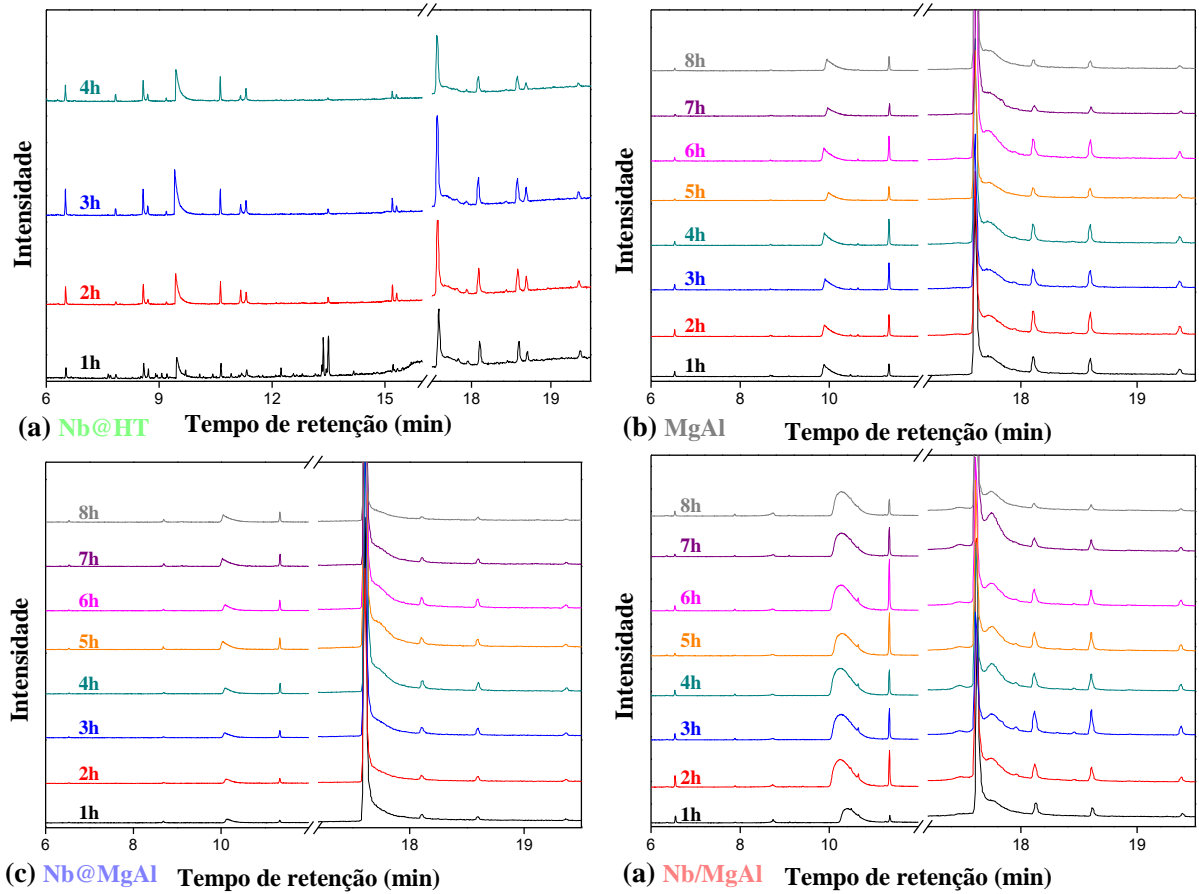 Intensidade
4h
3h
2h
1h
6 9 12 15 18 19
(a) Nb@HT Tempo de retenção (min)
Intensidade
8h
7h
6h
5h
4h
3h
2h
1h
6 8 10 18 19
(b) MgAl Tempo de retenção (min)
Intensidade
8h
7h
6h
5h
4h
3h
2h
1h
6 8 10 18 19
(c) Nb@MgAl Tempo de retenção (min)
Intensidade
8h
7h
6h
5h
4h
3h
2h
1h
6 8 10 18 19
(a) Nb/MgAl Tempo de retenção (min)